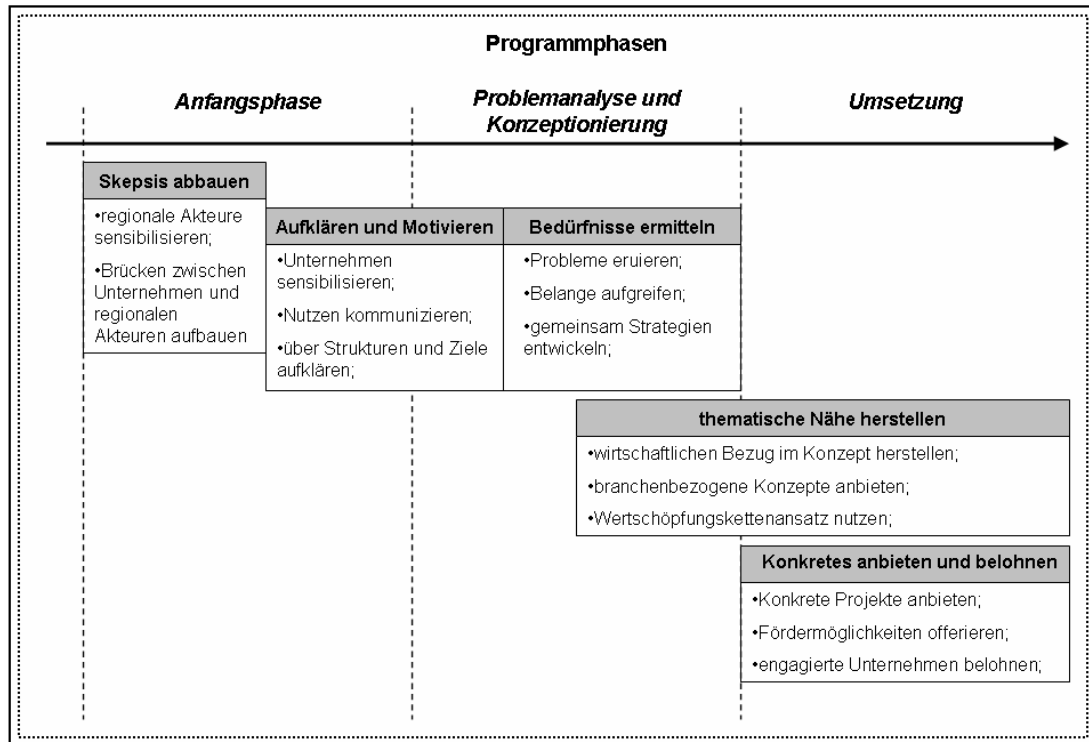 Programmphasen
Anfangsphase
Problemanalyse und
Konzeptionierung
Umsetzung
Skepsis abbauen
•regionale Akteure
sensibilisieren;
•Brücken zwischen
Unternehmen und
regionalen
Akteuren aufbauen
Aufklären und Motivieren
•Unternehmen
sensibilisieren;
•Nutzen kommunizieren;
•über Strukturen und Ziele
aufklären;
Bedürfnisse ermitteln
•Probleme eruieren;
•Belange aufgreifen;
•gemeinsam Strategien
entwickeln;
thematische Nähe herstellen
•wirtschaftlichen Bezug im Konzept herstellen;
•branchenbezogene Konzepte anbieten;
•Wertschöpfungskettenansatz nutzen;
Konkretes anbieten und belohnen
•Konkrete Projekte anbieten;
•Fördermöglichkeiten offerieren;
•engagierte Unternehmen belohnen;